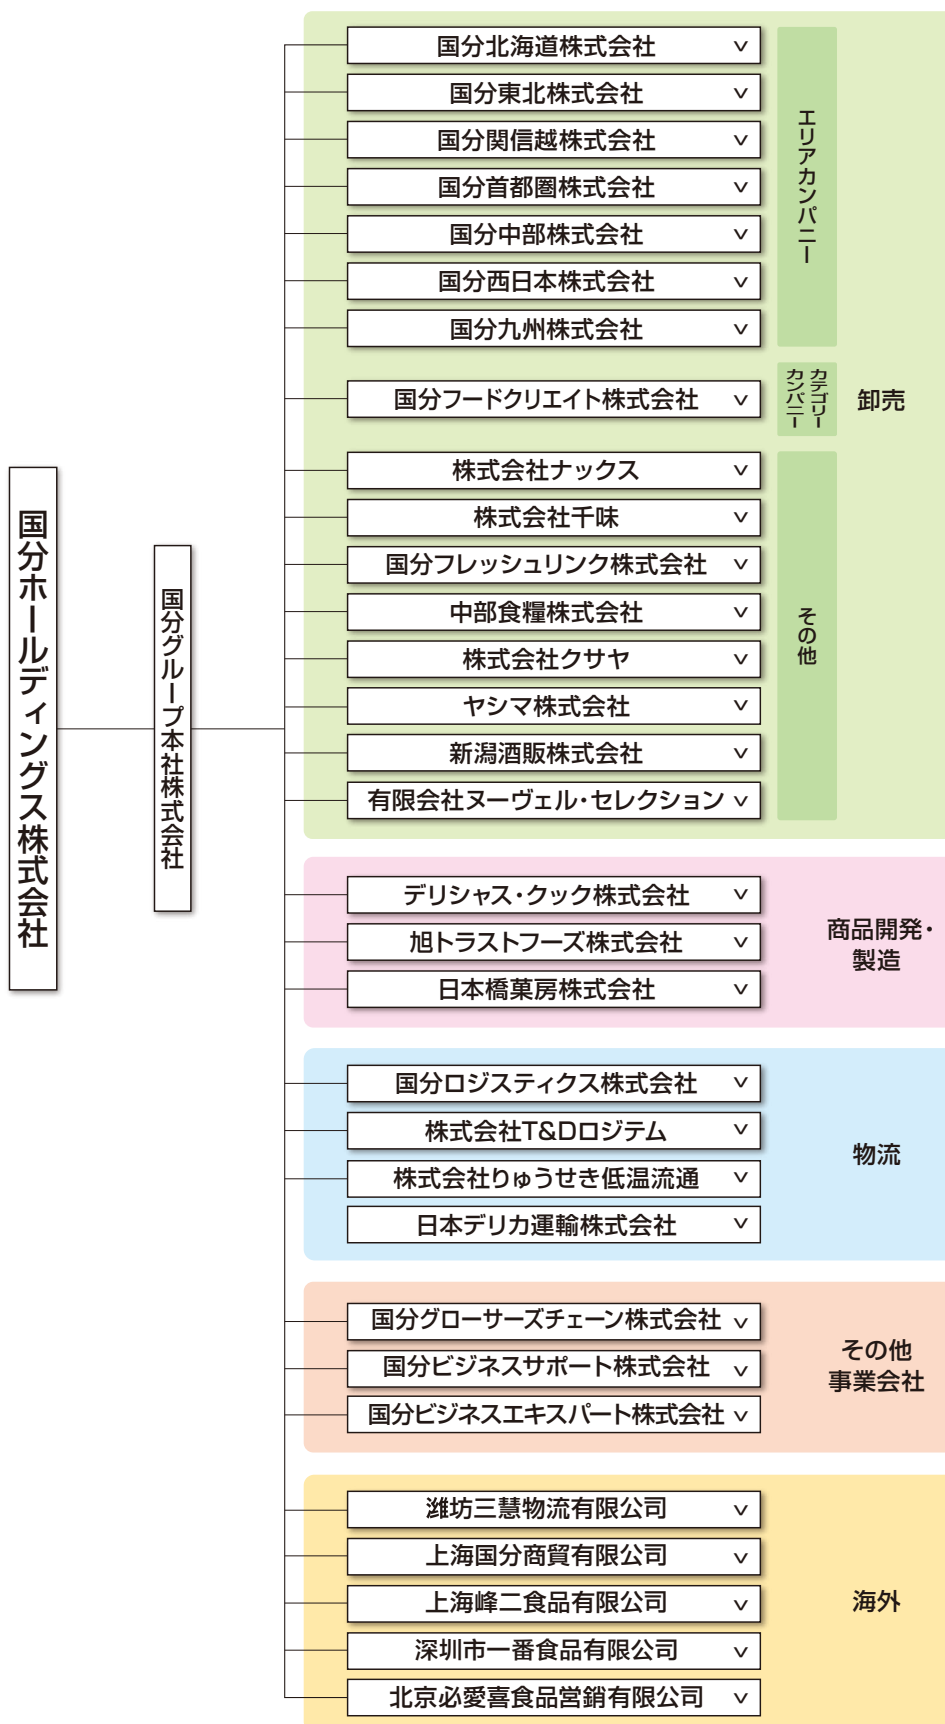 国分ホールディングス株式会社
国分グループ本社株式会社
国分北海道株式会社
国分東北株式会社
国分関信越株式会社
国分首都圏株式会社
国分中部株式会社
国分西日本株式会社
国分九州株式会社
エリアカンパニー
国分フードクリエイト株式会社
カテゴリー
カンパニー
卸売
株式会社ナックス
株式会社千味
国分フレッシュリンク株式会社
中部食糧株式会社
株式会社クサヤ
ヤシマ株式会社
新潟酒販株式会社
有限会社ヌーヴェル・セレクション
その他
デリシャス・クック株式会社
旭トラストフーズ株式会社
日本橋菓房株式会社
商品開発・
製造
国分ロジスティクス株式会社
株式会社T&Dロジテム
株式会社りゅうせき低温流通
日本デリカ運輸株式会社
物流
国分グローサーズチェーン株式会社
国分ビジネスサポート株式会社
国分ビジネスエキスパート株式会社
その他
事業会社
濰坊三慧物流有限公司
上海国分商貿有限公司
上海峰二食品有限公司
深圳市一番食品有限公司
北京必愛喜食品営銷有限公司
海外